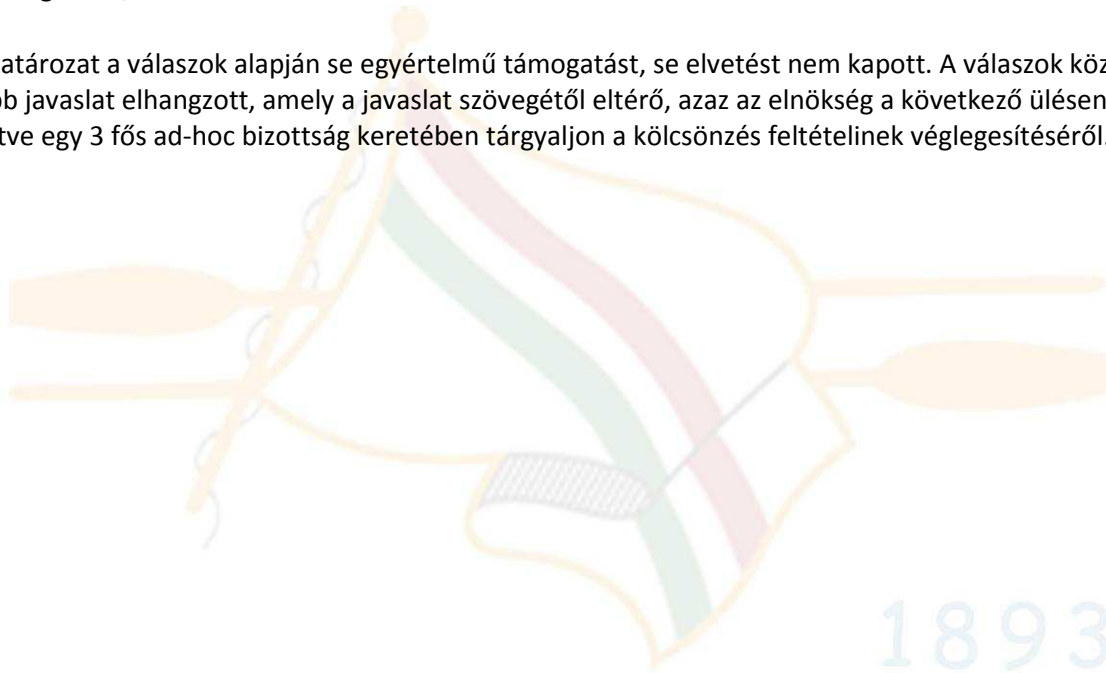 atározat a válaszok alapján se egyértelmű támogatást, se elvetést nem kapott. A válaszok köz
bb javaslat elhangzott, amely a javaslat szövegétől eltérő, azaz az elnökség a következő ülésen
tve egy 3 fős ad-hoc bizottság keretében tárgyaljon a kölcsönzés feltételinek véglegesítéséről.
1893